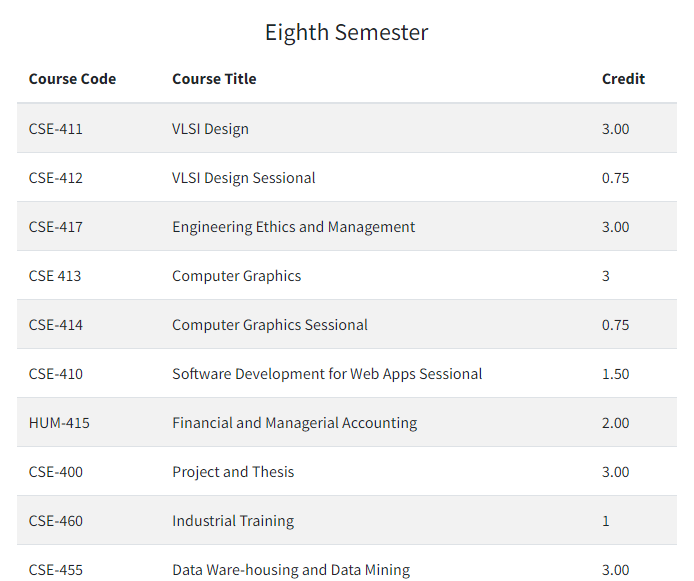 Eighth Semester
Course Code Course Title Credit
CSE-411 VLSI Design 3.00
CSE-412 VLSI Design Sessional 0.75
CSE-417 Engineering Ethics and Management 3.00
CSE 413 Computer Graphics 3
CSE-414 Computer Graphics Sessional 0.75
CSE-410 Software Development for Web Apps Sessional 1.50
HUM-415 Financial and Managerial Accounting 2.00
CSE-400 Project and Thesis 3.00
CSE-460 Industrial Training 1
CSE-455 Data Ware-housing and Data Mining 3.00